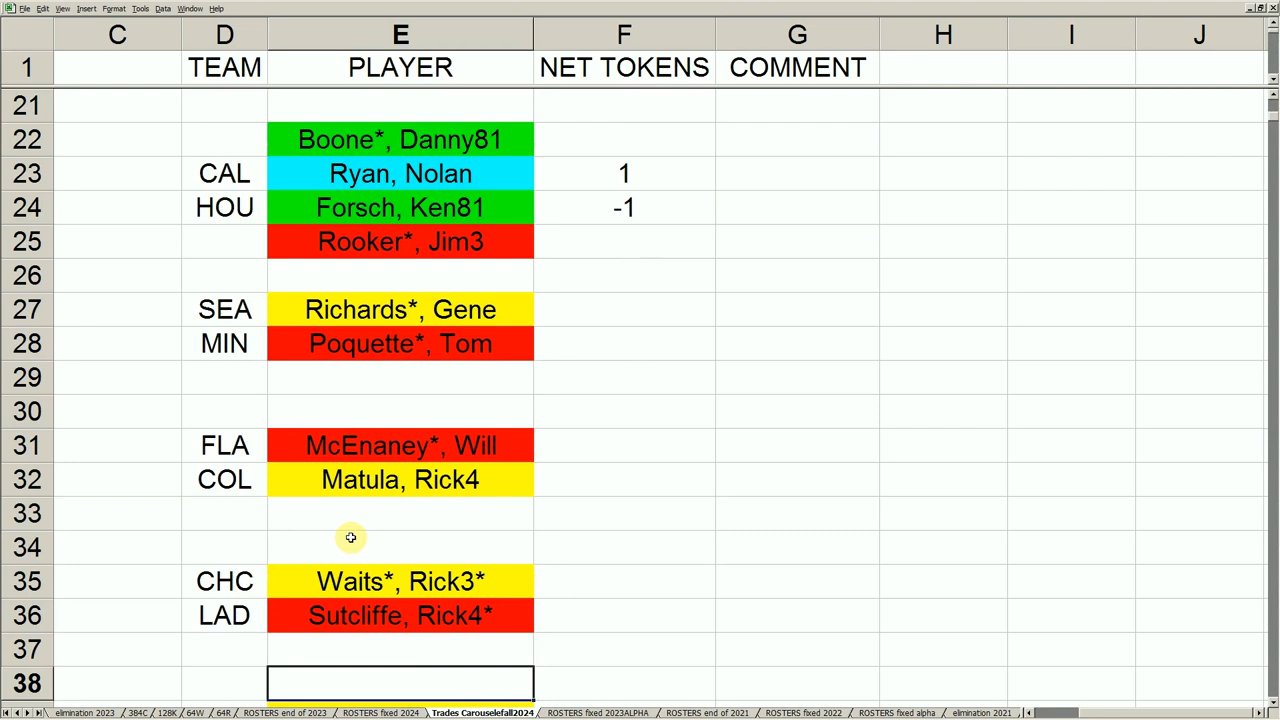 File Edit View Insert Format Tools Data Window Help
C D E F G H I J
1 TEAM PLAYER NET TOKENS COMMENT
21
22 Boone*, Danny81
23 CAL Ryan, Nolan 1
24 HOU Forsch, Ken81 -1
25 Rooker*, Jim3
26
27 SEA Richards*, Gene
28 MIN Poquette*, Tom
29
30
31 FLA McEnaney*, Will
32 COL Matula, Rick4
33
34
35 CHC Waits*, Rick3*
36 LAD Sutcliffe, Rick4*
37
38
elimination 2023 384C 128K 64W 64R ROSTERS end of 2023 ROSTERS fixed 2024 Trades Carouselefall2024 ROSTERS fixed 2023ALPHA ROSTERS end of 2021 ROSTERS fixed 2022 ROSTERS fixed alpha elimination 2021